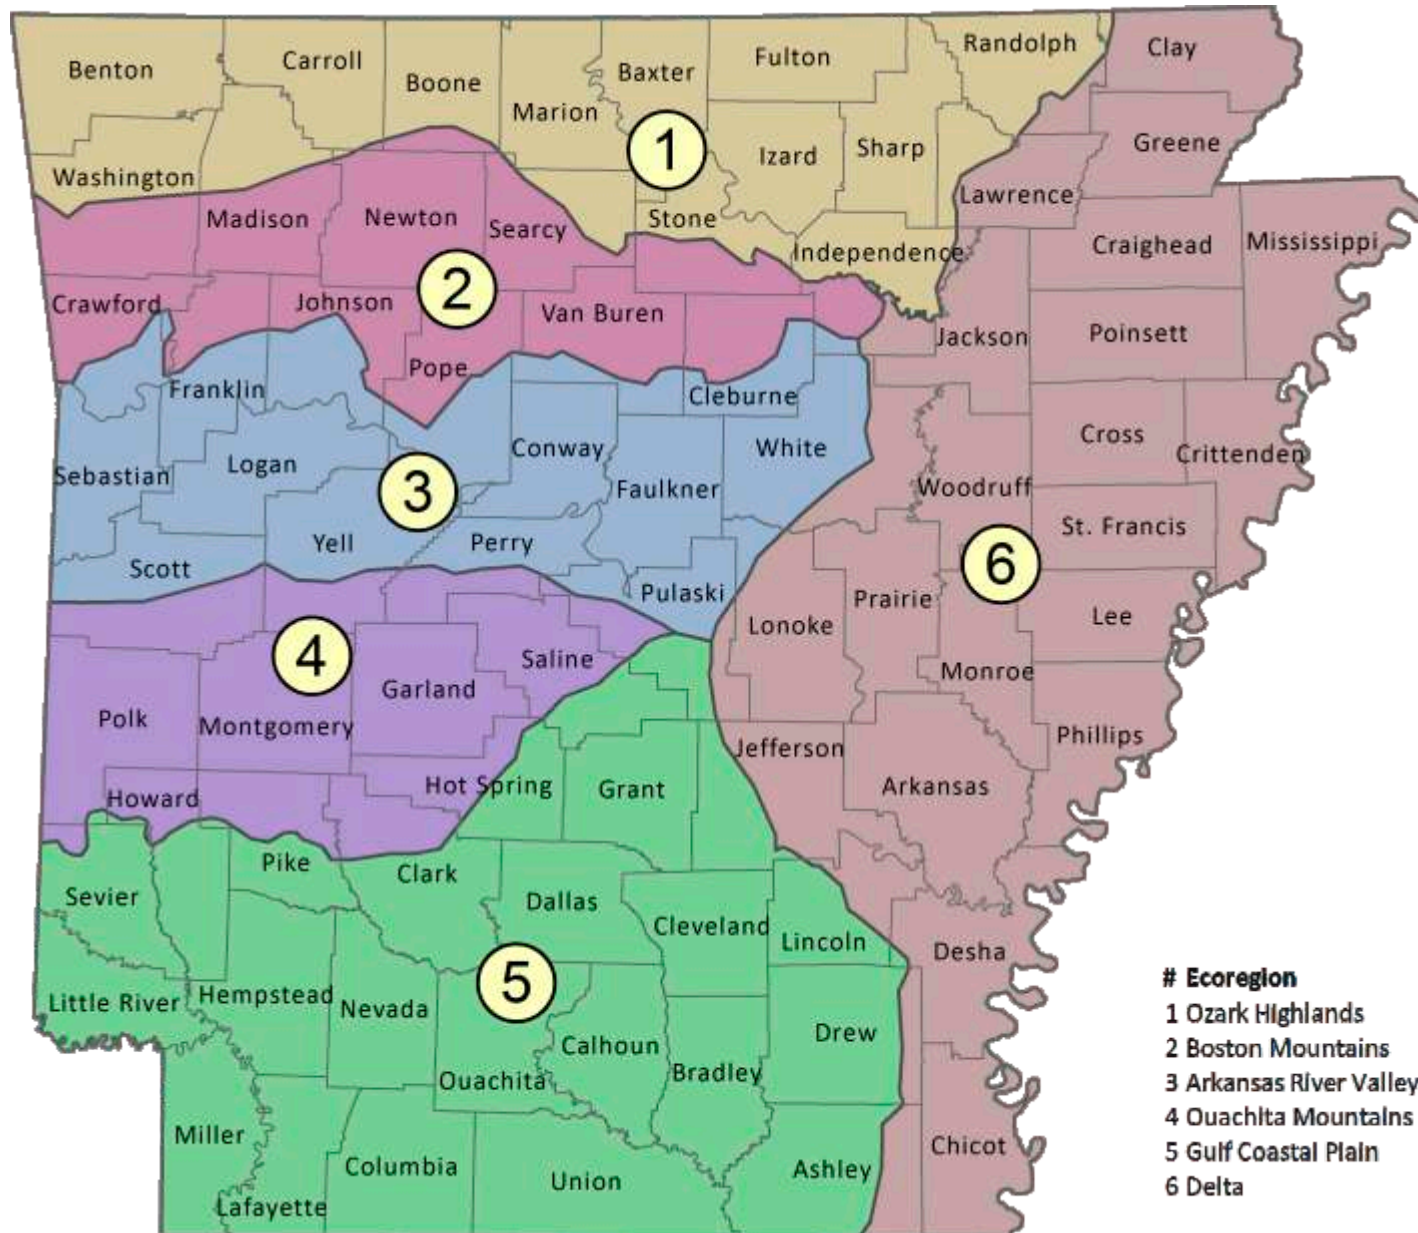 Benton
Carroll
Boone
Marion
Baxter
Fulton
Randolph
Clay
Washington
1
Izard
Sharp
Greene
Madison
Newton
Searcy
Stone
Lawrence
Independence
Craighead
Mississippi
Crawford
Johnson
2
Van Buren
Jackson
Poinsett
Pope
Franklin
Cleburne
Sebastian
Logan
3
Conway
White
Faulkner
Cross
Crittenden
Woodruff
Scott
Yell
Perry
Pulaski
St. Francis
6
Lonoke
Prairie
Lee
4
Saline
Garland
Monroe
Polk
Montgomery
Jefferson
Phillips
Howard
Hot Spring
Grant
Arkansas
Pike
Clark
Sevier
Dallas
Cleveland
Lincoln
Desha
Little River
Hempstead
Nevada
5
Calhoun
Drew
Ouachita
Bradley
Miller
Columbia
Union
Ashley
Chicot
Lafayette
# Ecoregion
1 Ozark Highlands
2 Boston Mountains
3 Arkansas River Valley
4 Ouachita Mountains
5 Gulf Coastal Plain
6 Delta